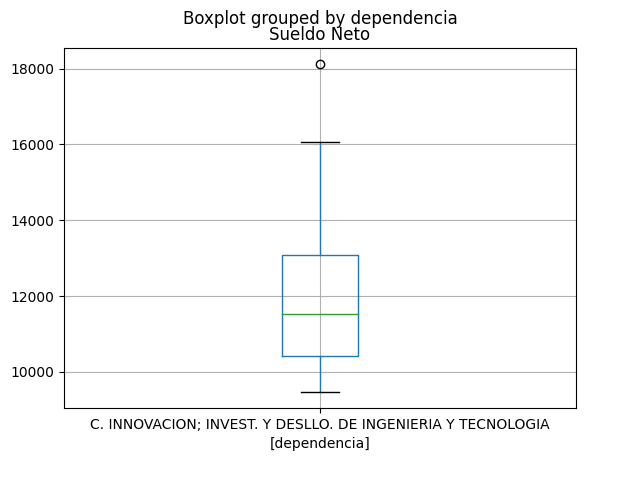 Boxplot grouped by dependencia
Sueldo Neto
18000
16000
14000
12000
10000
C. INNOVACION; INVEST. Y DESLLO. DE INGENIERIA Y TECNOLOGIA
[dependencia]